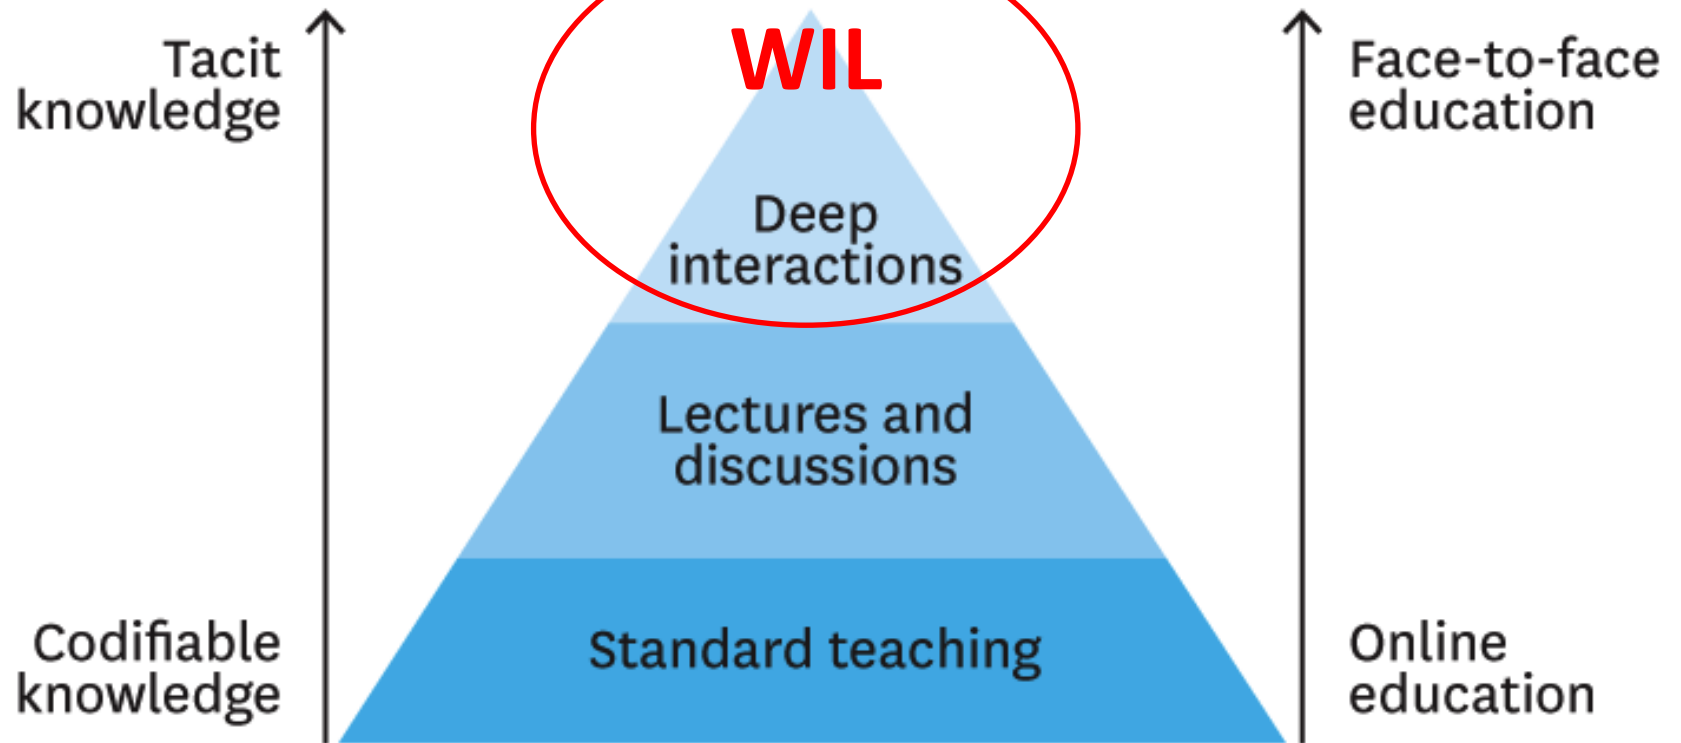 WIL
Tacit
knowledge
Face-to-face
education
Deep
interactions
Lectures and
discussions
Standard teaching
Codifiable
knowledge
Online
education